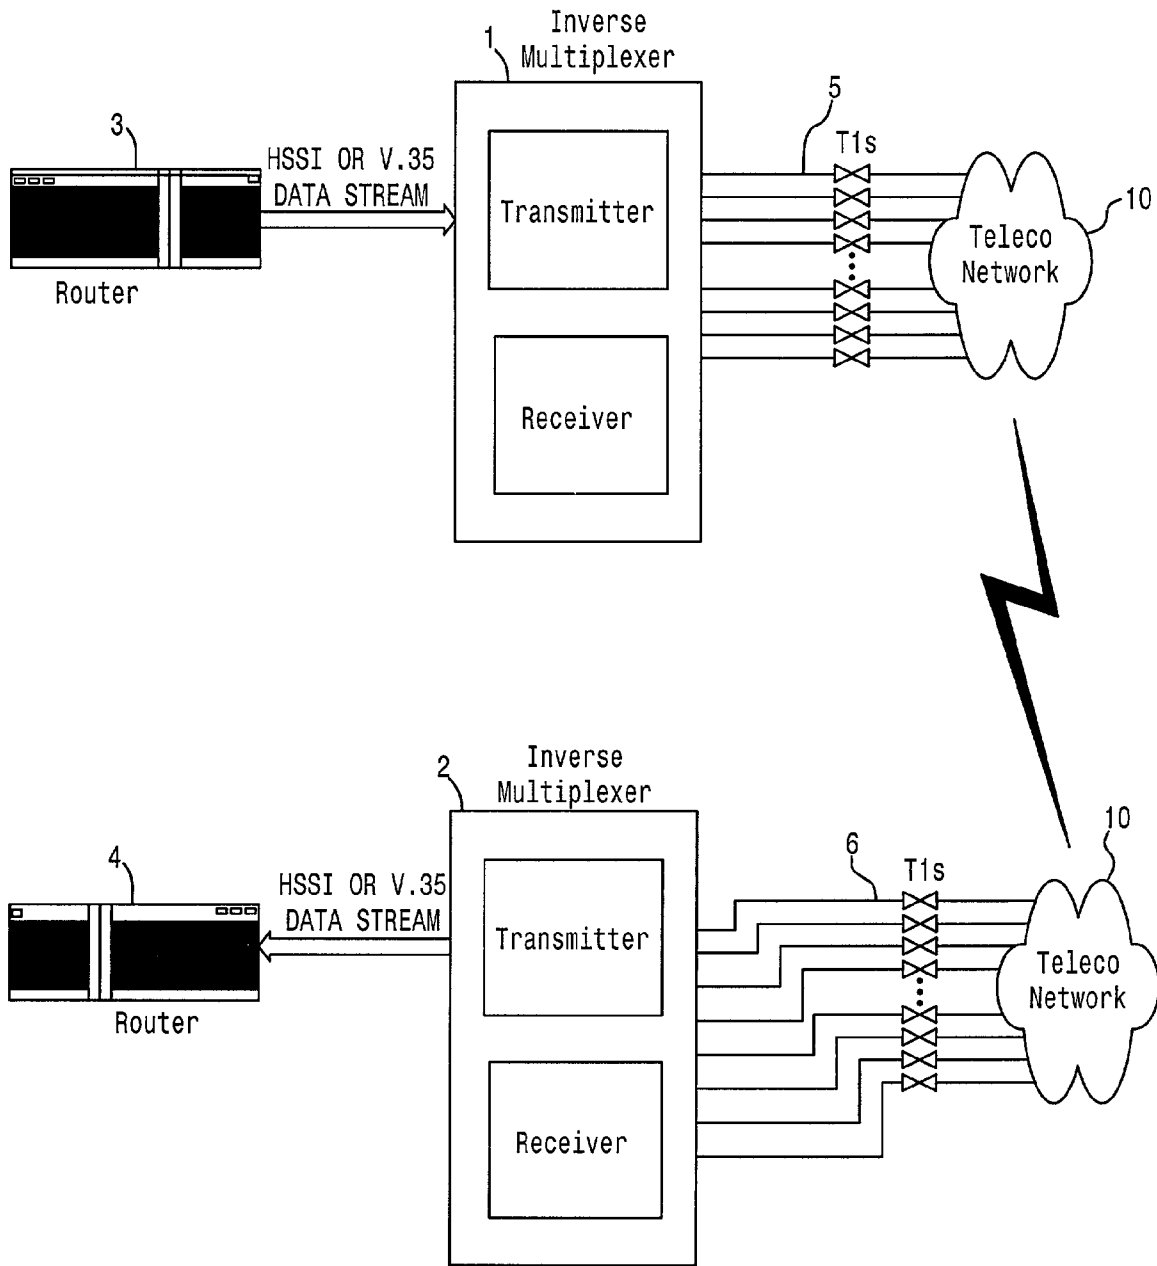 Inverse
Multiplexer
1
5
3
T1s
HSSI OR V.35
DATA STREAM
Transmitter
10
Teleco
Network
Router
Receiver
Inverse
Multiplexer
2
10
6
4
T1s
HSSI OR V.35
DATA STREAM
Transmitter
Teleco
Network
Router
Receiver